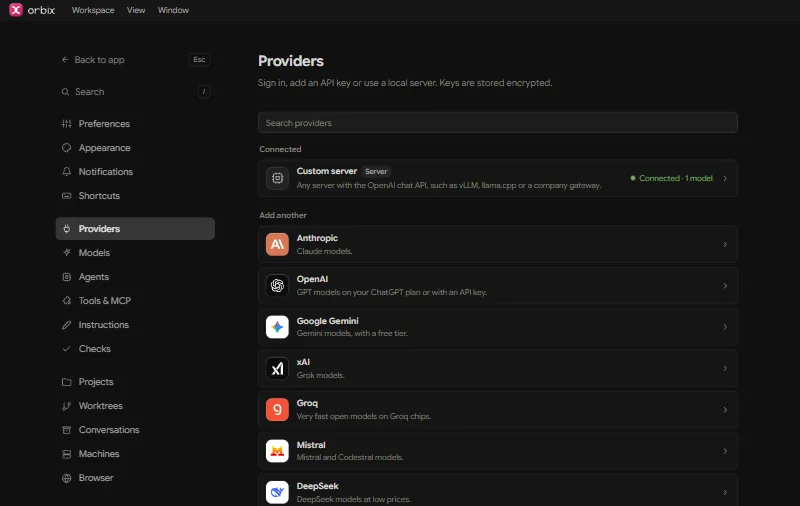 orbix Workspace View Window
Back to app Esc
Search /
Preferences
Appearance
Notifications
Shortcuts
Providers
Models
Agents
Tools & MCP
Instructions
Checks
Projects
Worktrees
Conversations
Machines
Browser
Providers
Sign in, add an API key or use a local server. Keys are stored encrypted.
Search providers
Connected
Custom server Server
Any server with the OpenAI chat API, such as vLLM, llama.cpp or a company gateway.
Connected · 1 model
Add another
Anthropic
Claude models.
OpenAI
GPT models on your ChatGPT plan or with an API key.
Google Gemini
Gemini models, with a free tier.
xAI
Grok models.
Groq
Very fast open models on Groq chips.
Mistral
Mistral and Codestral models.
DeepSeek
DeepSeek models at low prices.